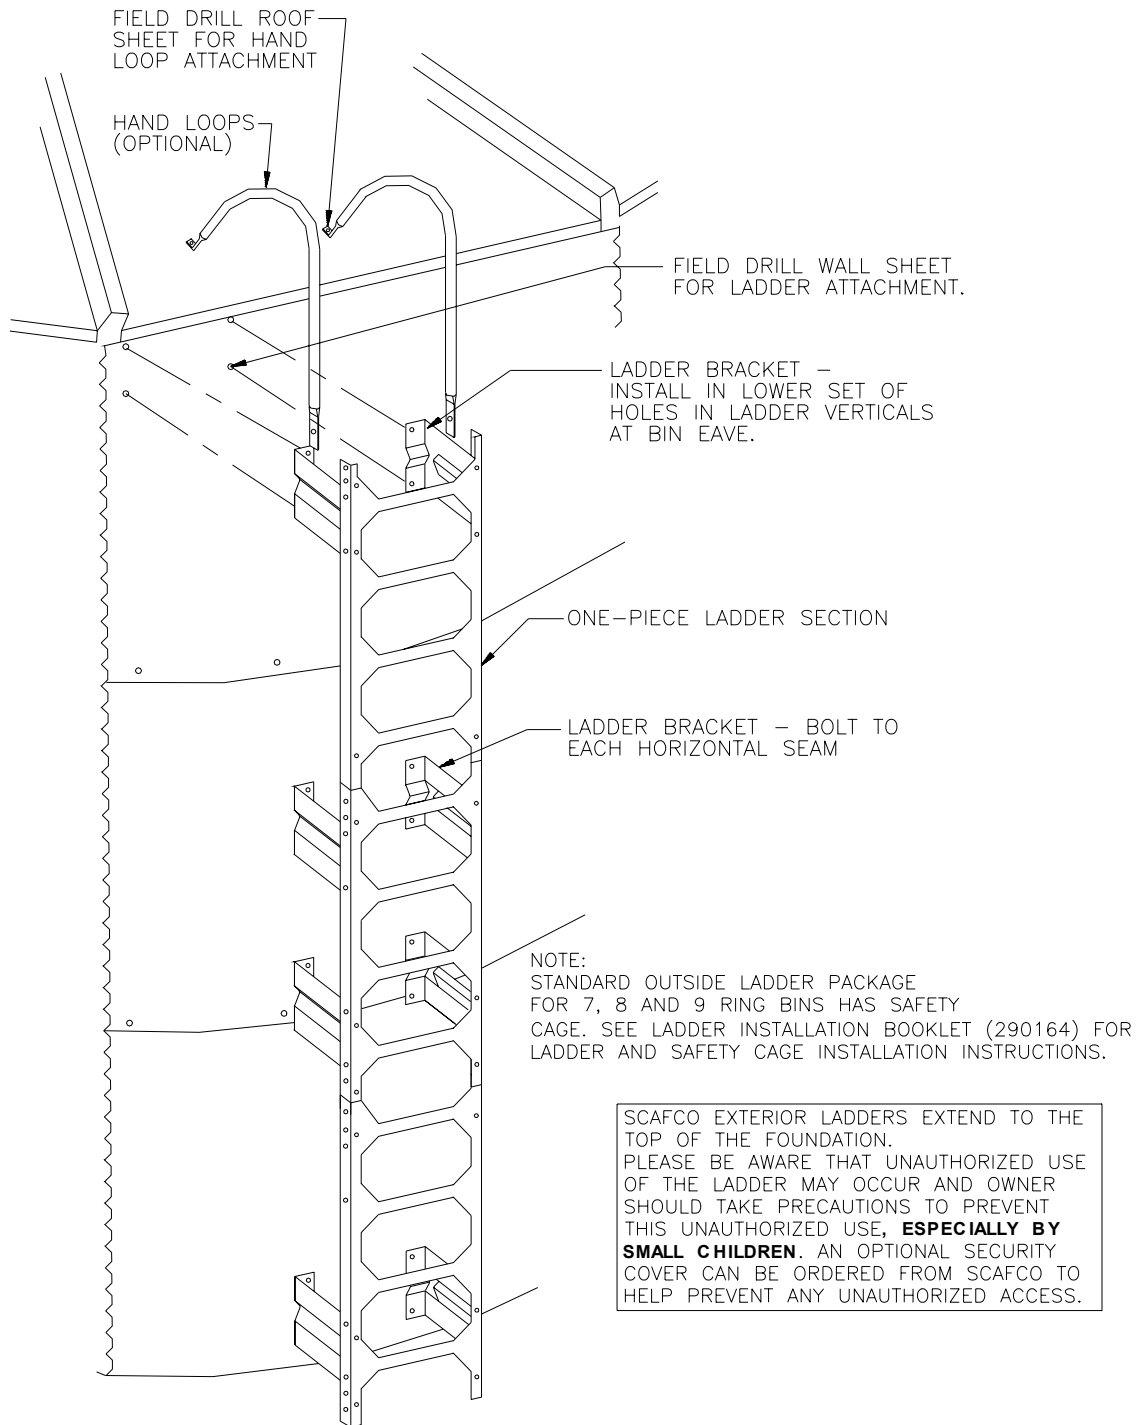 FIELD DRILL ROOF
SHEET FOR HAND
LOOP ATTACHMENT
HAND LOOPS
(OPTIONAL)
FIELD DRILL WALL SHEET
FOR LADDER ATTACHMENT.
LADDER BRACKET –
INSTALL IN LOWER SET OF
HOLES IN LADDER VERTICALS
AT BIN EAVE.
ONE–PIECE LADDER SECTION
LADDER BRACKET – BOLT TO
EACH HORIZONTAL SEAM
NOTE:
STANDARD OUTSIDE LADDER PACKAGE
FOR 7, 8 AND 9 RING BINS HAS SAFETY
CAGE. SEE LADDER INSTALLATION BOOKLET (290164) FOR
LADDER AND SAFETY CAGE INSTALLATION INSTRUCTIONS.
SCAFCO EXTERIOR LADDERS EXTEND TO THE
TOP OF THE FOUNDATION.
PLEASE BE AWARE THAT UNAUTHORIZED USE
OF THE LADDER MAY OCCUR AND OWNER
SHOULD TAKE PRECAUTIONS TO PREVENT
THIS UNAUTHORIZED USE, ESPECIALLY BY
SMALL CHILDREN. AN OPTIONAL SECURITY
COVER CAN BE ORDERED FROM SCAFCO TO
HELP PREVENT ANY UNAUTHORIZED ACCESS.